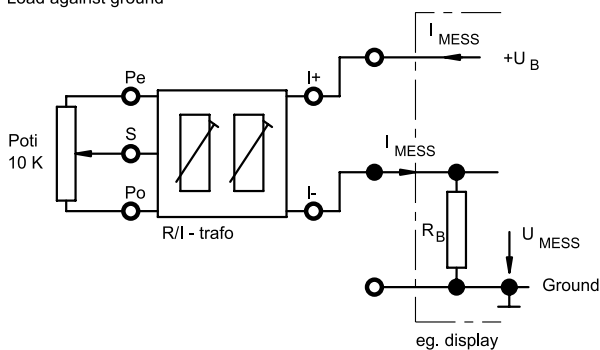 Load against ground
I MESS
+U B
Pe
I+
Poti
10 K
S
I MESS
Po
I-
R/I - trafo
R B
U MESS
Ground
eg. display